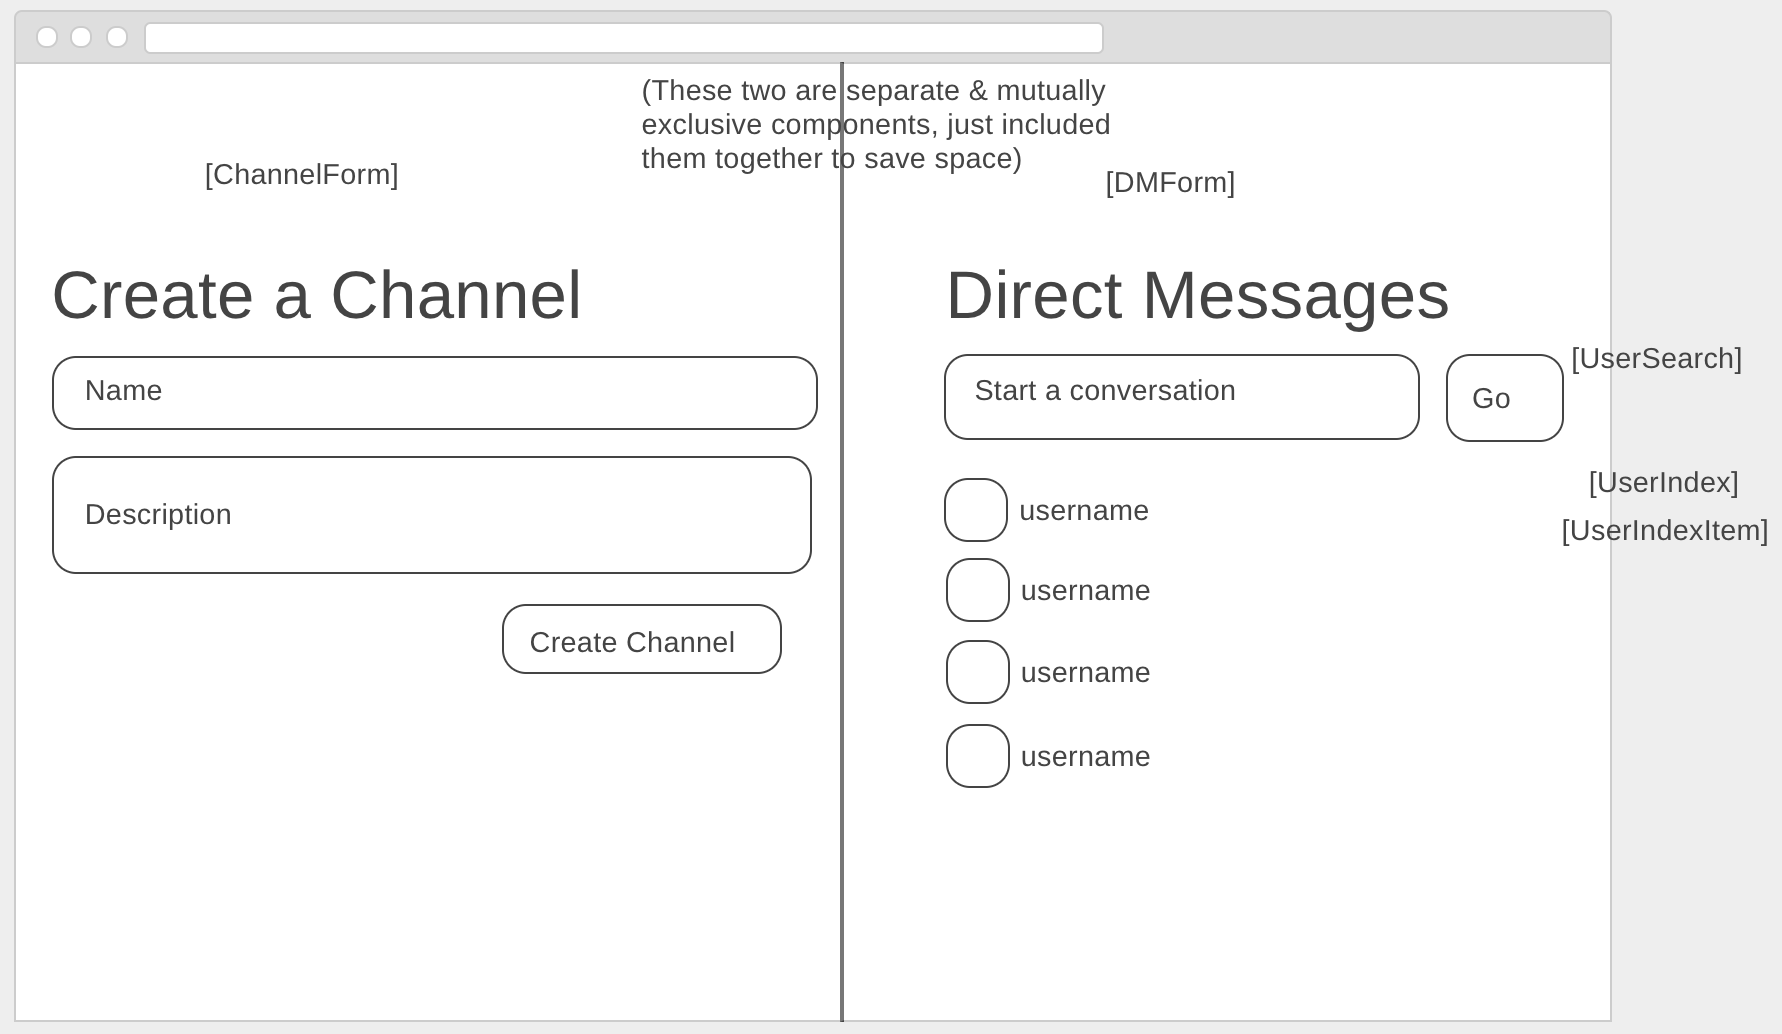 (These two are separate & mutually
exclusive components, just included
them together to save space)
[ChannelForm]
[DMForm]
Create a Channel
Name
Description
Create Channel
Direct Messages
Start a conversation
Go
[UserSearch]
[UserIndex]
[UserIndexItem]
username
username
username
username